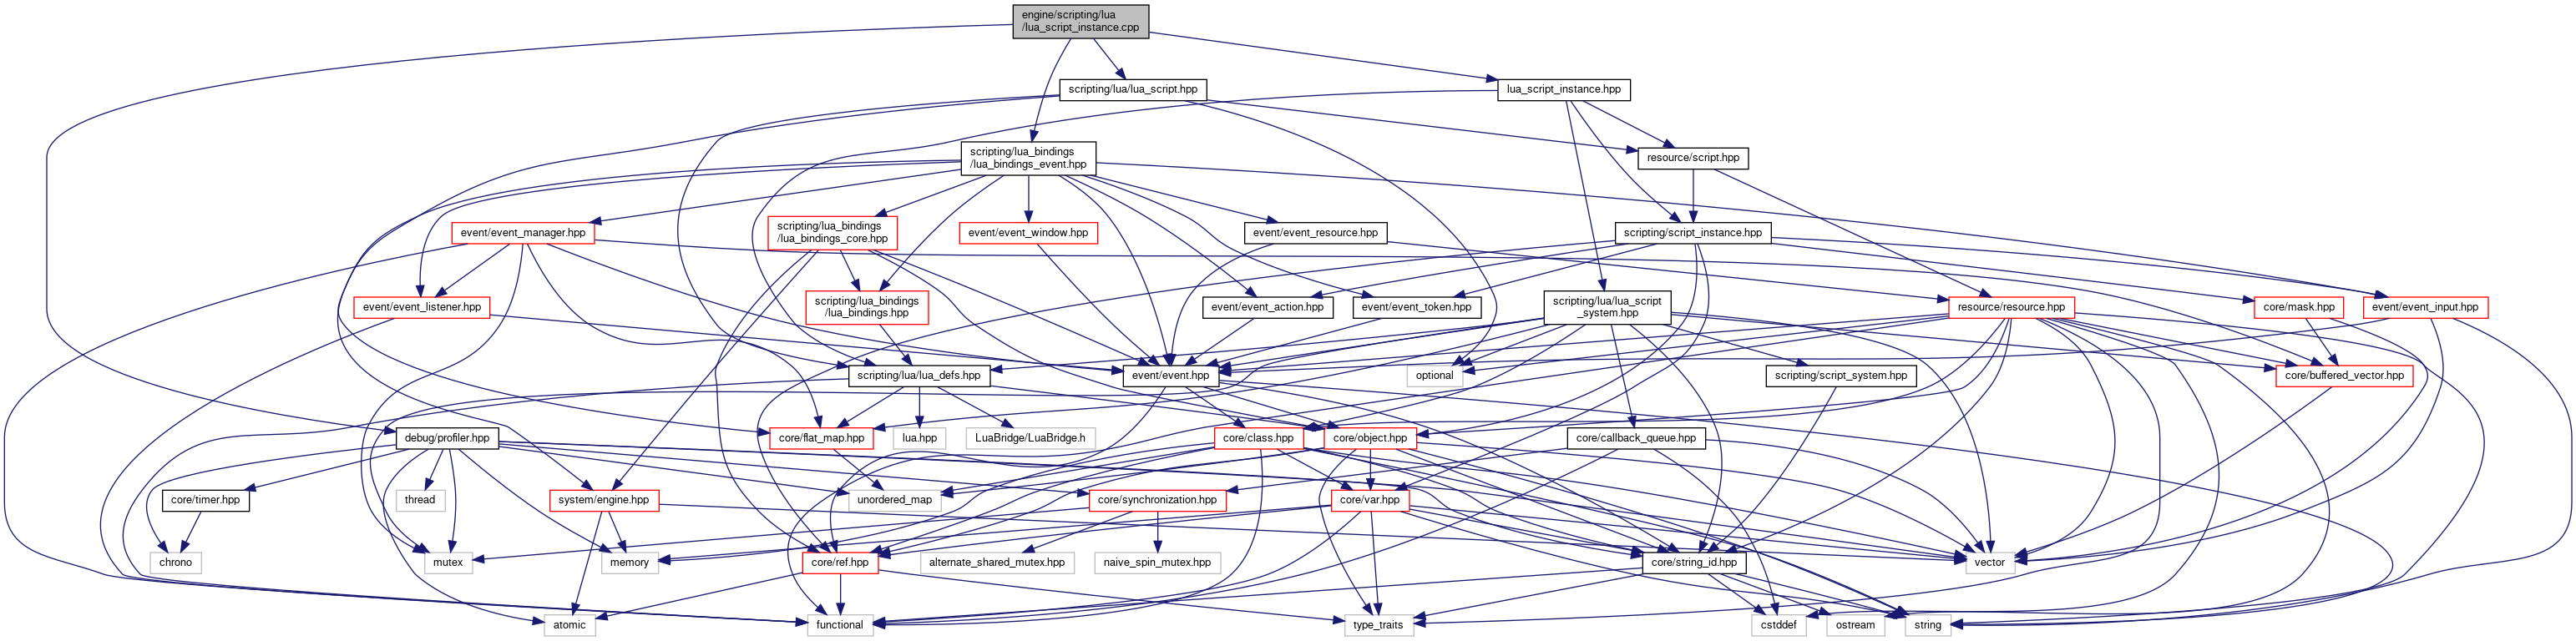 engine/scripting/lua
/lua_script_instance.cpp
scripting/lua/lua_script.hpp
lua_script_instance.hpp
scripting/lua_bindings
/lua_bindings_event.hpp
resource/script.hpp
event/event_manager.hpp
scripting/lua_bindings
/lua_bindings_core.hpp
event/event_window.hpp
event/event_resource.hpp
scripting/script_instance.hpp
event/event_listener.hpp
scripting/lua_bindings
/lua_bindings.hpp
event/event_action.hpp
event/event_token.hpp
scripting/lua/lua_script
_system.hpp
resource/resource.hpp
core/mask.hpp
event/event_input.hpp
scripting/lua/lua_defs.hpp
event/event.hpp
optional
scripting/script_system.hpp
core/buffered_vector.hpp
debug/profiler.hpp
core/flat_map.hpp
lua.hpp
LuaBridge/LuaBridge.h
core/class.hpp
core/object.hpp
core/callback_queue.hpp
core/timer.hpp
thread
system/engine.hpp
unordered_map
core/synchronization.hpp
core/var.hpp
chrono
mutex
memory
core/ref.hpp
alternate_shared_mutex.hpp
naive_spin_mutex.hpp
core/string_id.hpp
vector
atomic
functional
type_traits
cstddef
ostream
string